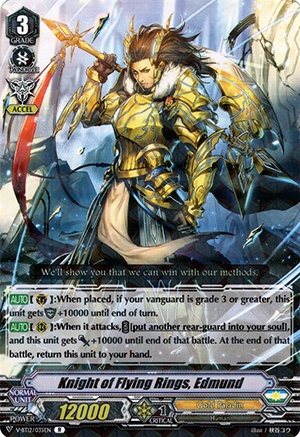 3
GRADE
ACCEL
We'll show you that we can win with our methods.
AUTO [ ]:When placed, if your vanguard is grade 3 or greater, this
unit gets +10000 until end of turn.
AUTO [ ]:When it attacks, [put another rear-guard into your soul],
and this unit gets +10000 until end of that battle. At the end of that
battle, return this unit to your hand.
NORMAL
UNIT
Knight of Flying Rings, Edmund
POWER
12000
1
CRITICAL
Gold Paladin
Human
V-BT12/035EN R